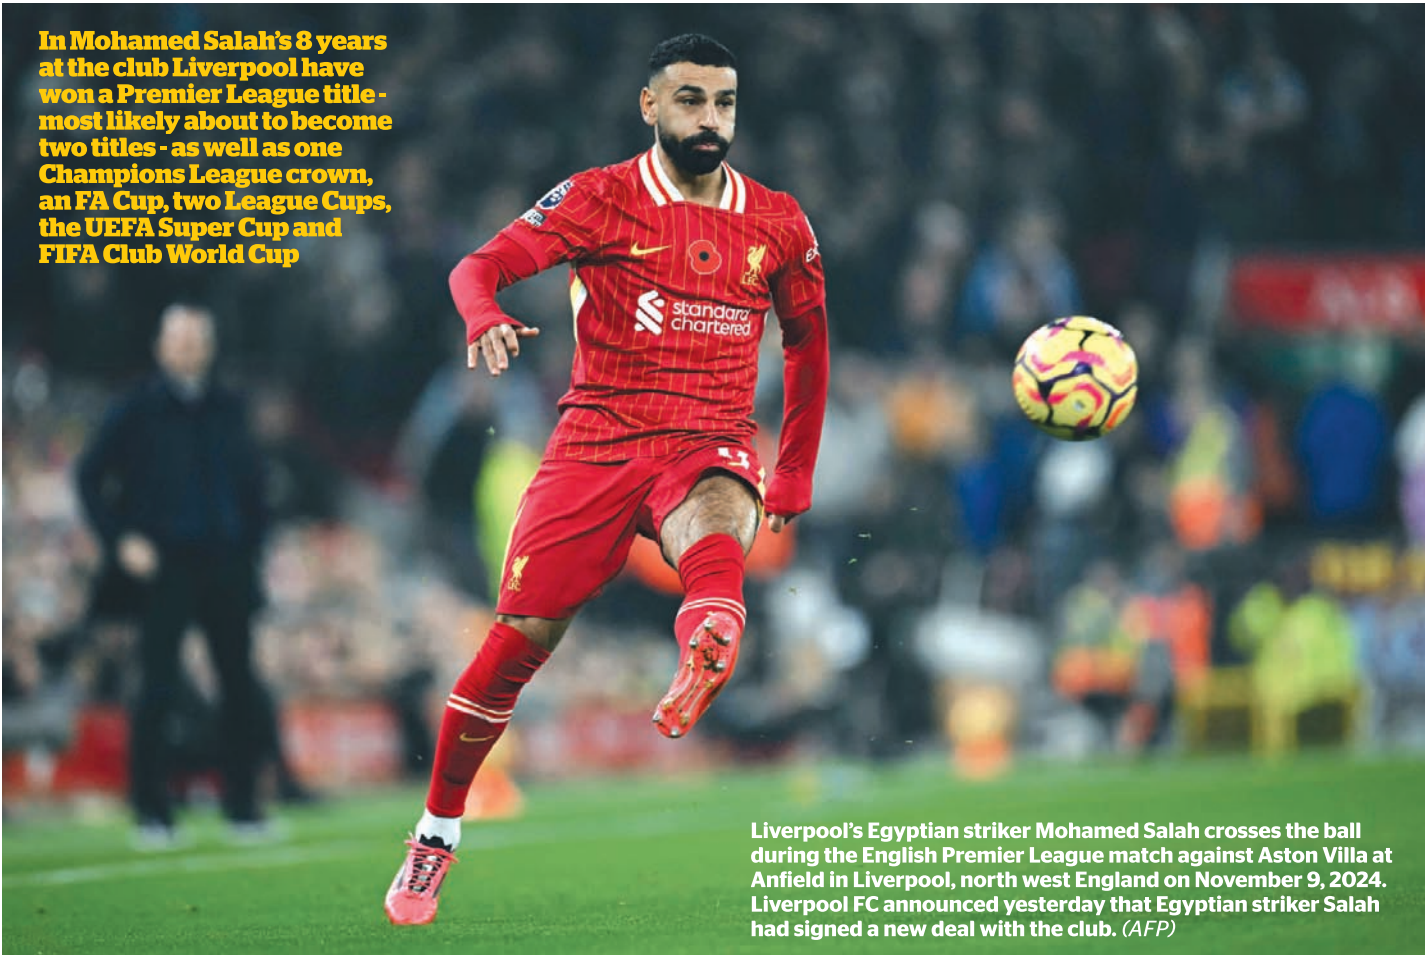 In Mohamed Salah's 8 years
at the club Liverpool have
won a Premier League title -
most likely about to become
two titles - as well as one
Champions League crown,
an FA Cup, two League Cups,
the UEFA Super Cup and
FIFA Club World Cup
L.F.C.
standard
chartered
L.F.C.
Liverpool's Egyptian striker Mohamed Salah crosses the ball
during the English Premier League match against Aston Villa at
Anfield in Liverpool, north west England on November 9, 2024.
Liverpool FC announced yesterday that Egyptian striker Salah
had signed a new deal with the club. (AFP)